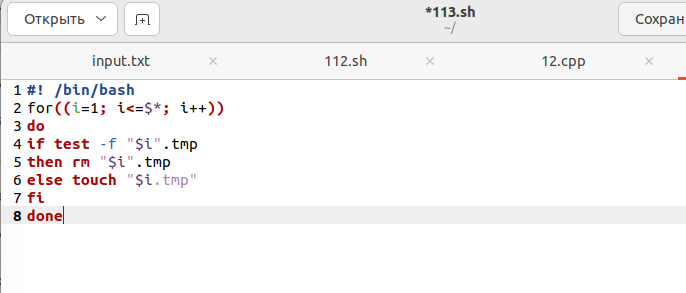 Открыть
*113.sh
~/
Сохран
input.txt × 112.sh × 12.cpp ×
1 #! /bin/bash
2 for((i=1; i<=$*; i++))
3 do
4 if test -f "$i".tmp
5 then rm "$i".tmp
6 else touch "$i.tmp"
7 fi
8 done